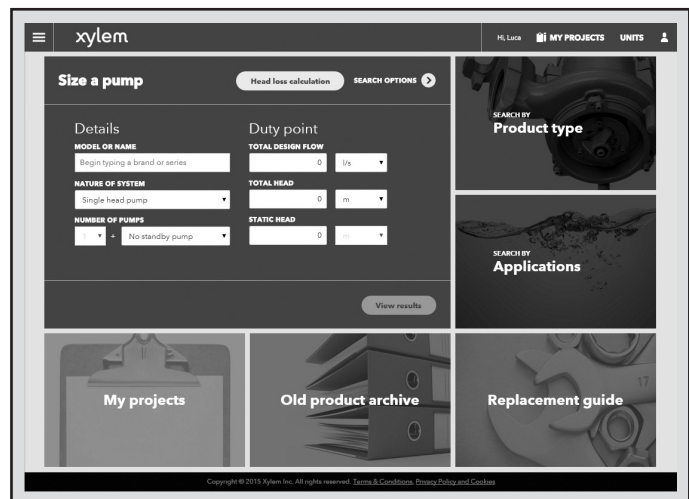 xylem
Hi, Luca
MY PROJECTS
UNITS
Size a pump
Head loss calculation
SEARCH OPTIONS
Details
MODEL OR NAME
Begin typing a brand or series
NATURE OF SYSTEM
Single head pump
NUMBER OF PUMPS
1 + No standby pump
Duty point
TOTAL DESIGN FLOW
0 l/s
TOTAL HEAD
0 m
STATIC HEAD
0 m
View results
SEARCH BY
Product type
SEARCH BY
Applications
My projects
Old product archive
Replacement guide
17
Copyright © 2015 Xylem Inc. All rights reserved. Terms & Conditions, Privacy Policy and Cookies